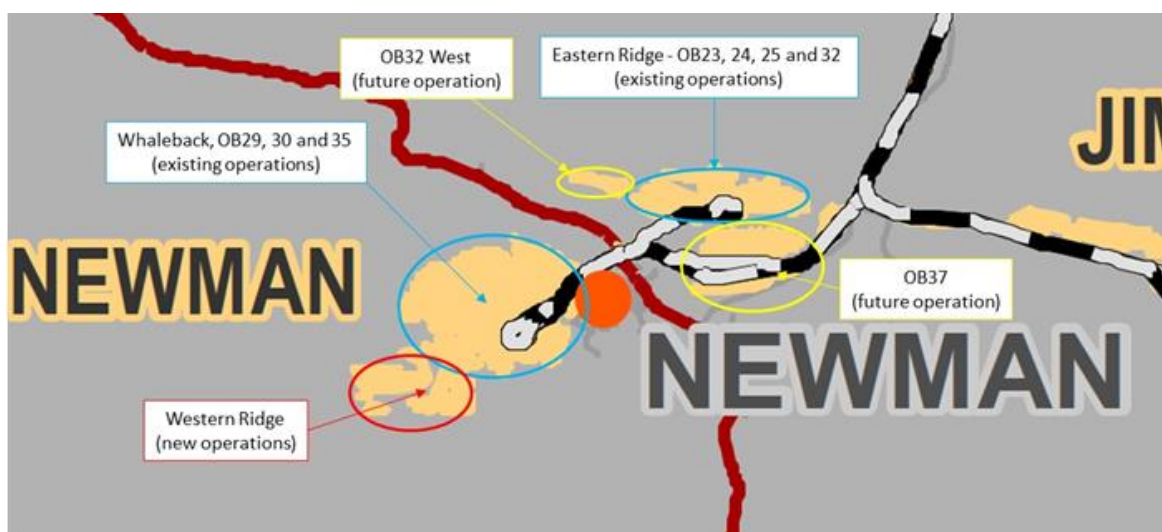 OB32 West
(future operation)
Eastern Ridge - OB23, 24, 25 and 32
(existing operations)
Whaleback, OB29, 30 and 35
(existing operations)
JIM
NEWMAN
OB37
(future operation)
NEWMAN
Western Ridge
(new operations)